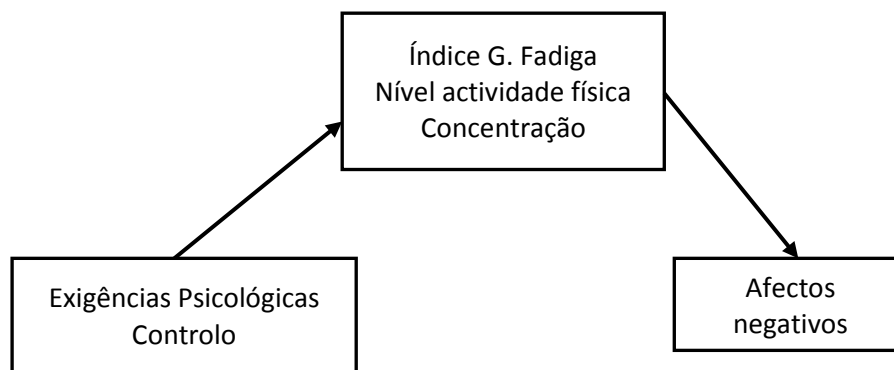 Índice G. Fadiga
Nível actividade física
Concentração
Exigências Psicológicas
Controlo
Afectos
negativos